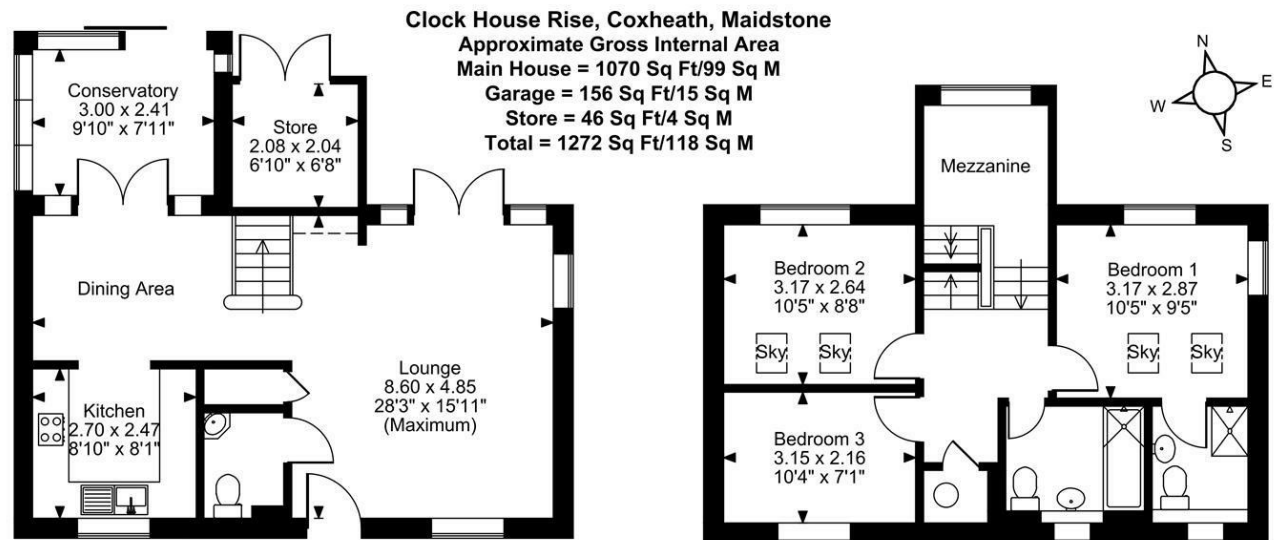 Clock House Rise, Coxheath, Maidstone
Approximate Gross Internal Area
Main House = 1070 Sq Ft/99 Sq M
Garage = 156 Sq Ft/15 Sq M
Store = 46 Sq Ft/4 Sq M
Total = 1272 Sq Ft/118 Sq M
N
E
S
W
Conservatory
3.00 x 2.41
9'10" x 7'11"
Store
2.08 x 2.04
6'10" x 6'8"
Dining Area
Lounge
8.60 x 4.85
28'3" x 15'11"
(Maximum)
Kitchen
2.70 x 2.47
8'10" x 8'1"
Mezzanine
Bedroom 2
3.17 x 2.64
10'5" x 8'8"
Sky
Sky
Bedroom 1
3.17 x 2.87
10'5" x 9'5"
Sky
Sky
Bedroom 3
3.15 x 2.16
10'4" x 7'1"